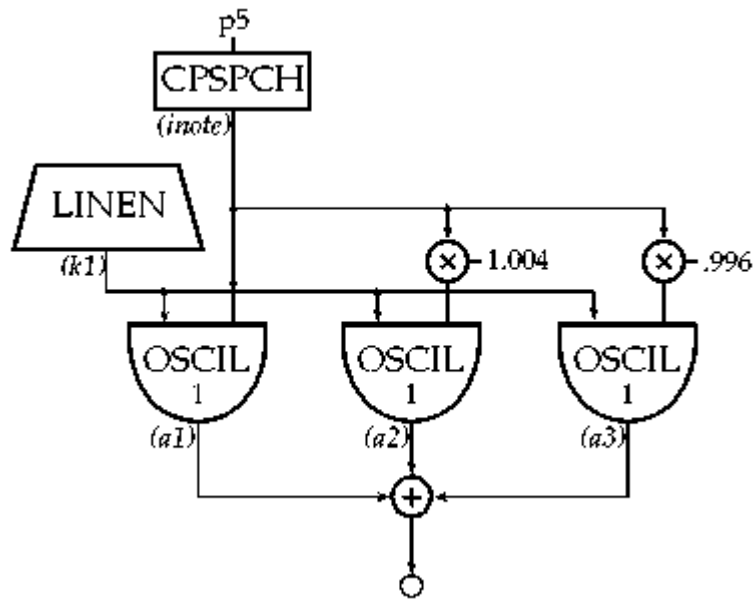 p5
CPSPCH
(inote)
LINEN
(k1)
× 1.004
× .996
OSCIL
1
OSCIL
1
OSCIL
1
(a1)
(a2)
(a3)
+